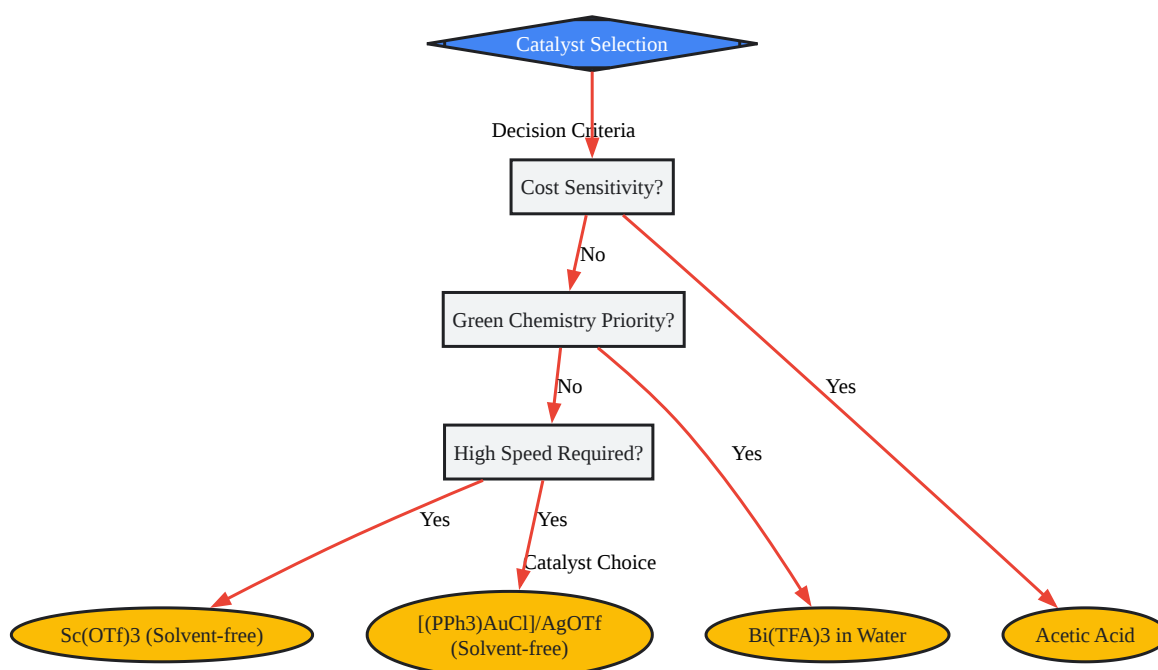 Catalyst Selection
Decision Criteria
Cost Sensitivity?
No
Green Chemistry Priority?
No
Yes
High Speed Required?
Yes
Yes
Yes
Catalyst Choice
Sc(OTf)3 (Solvent-free)
[(PPh3)AuCl]/AgOTf
(Solvent-free)
Bi(TFA)3 in Water
Acetic Acid